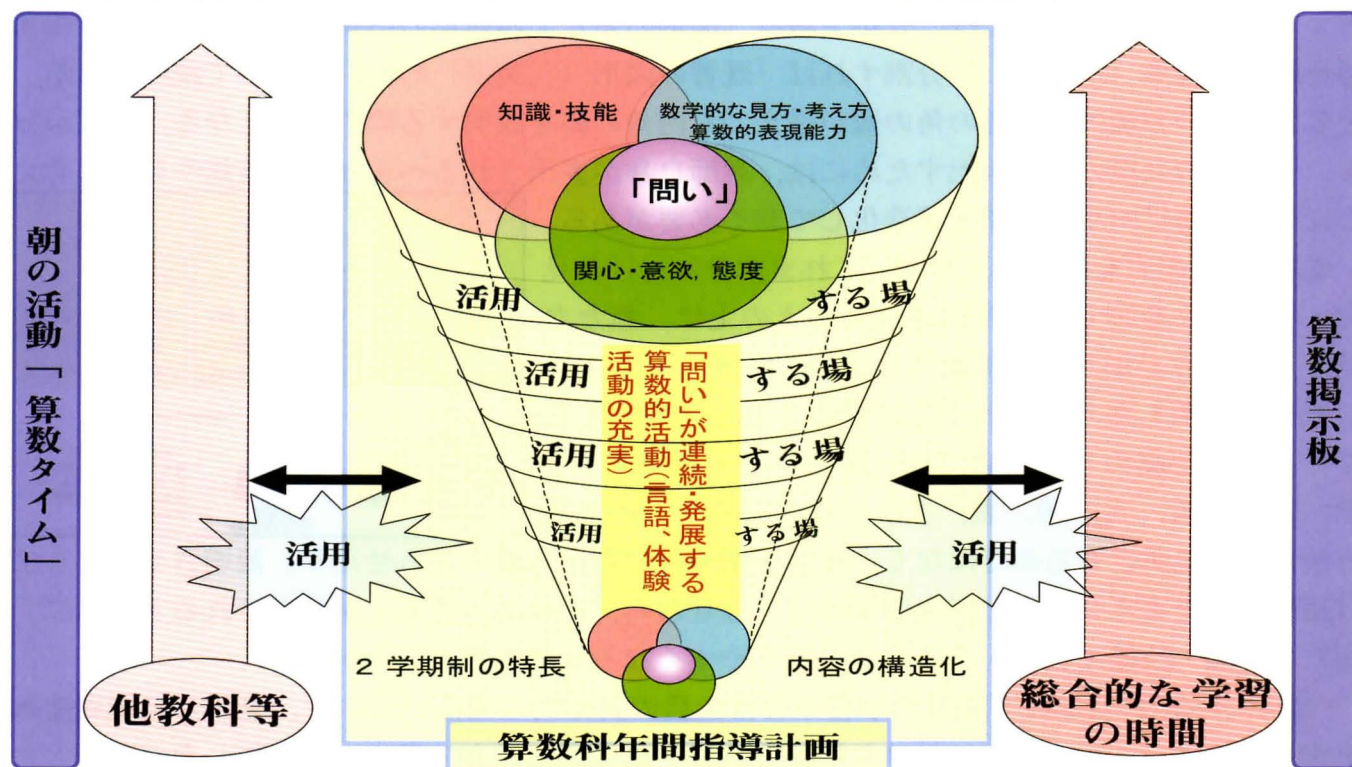 朝の活動「算数タイム」
知識・技能
数学的な見方・考え方
算数的表現能力
「問い」
関心・意欲，態度
活用 する場
活用 する場
活用 する場
活用 する場
「問い」が連続・発展する
算数的活動（言語、体験
活動の充実）
活用
活用
2 学期制の特長
内容の構造化
他教科等
総合的な学習
の時間
算数科年間指導計画
算数掲示板